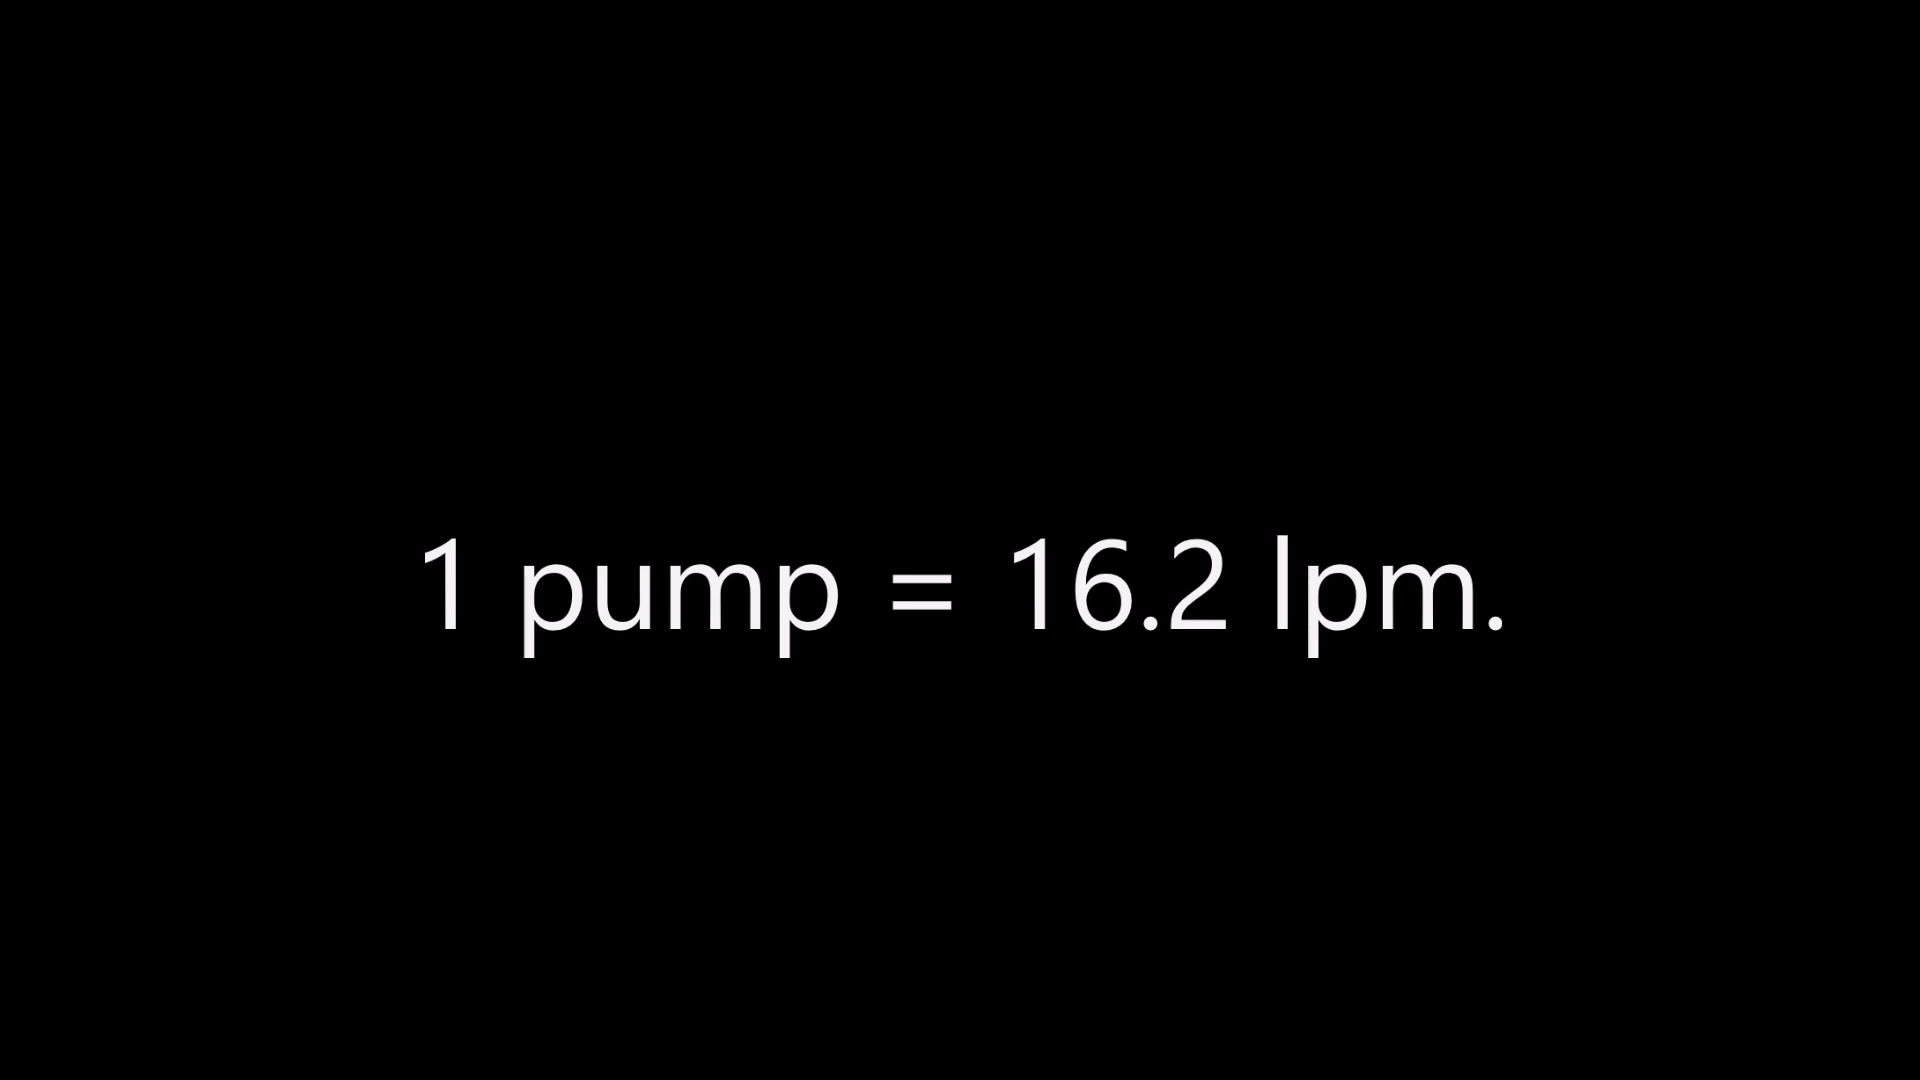 1 pump = 16.2 lpm.